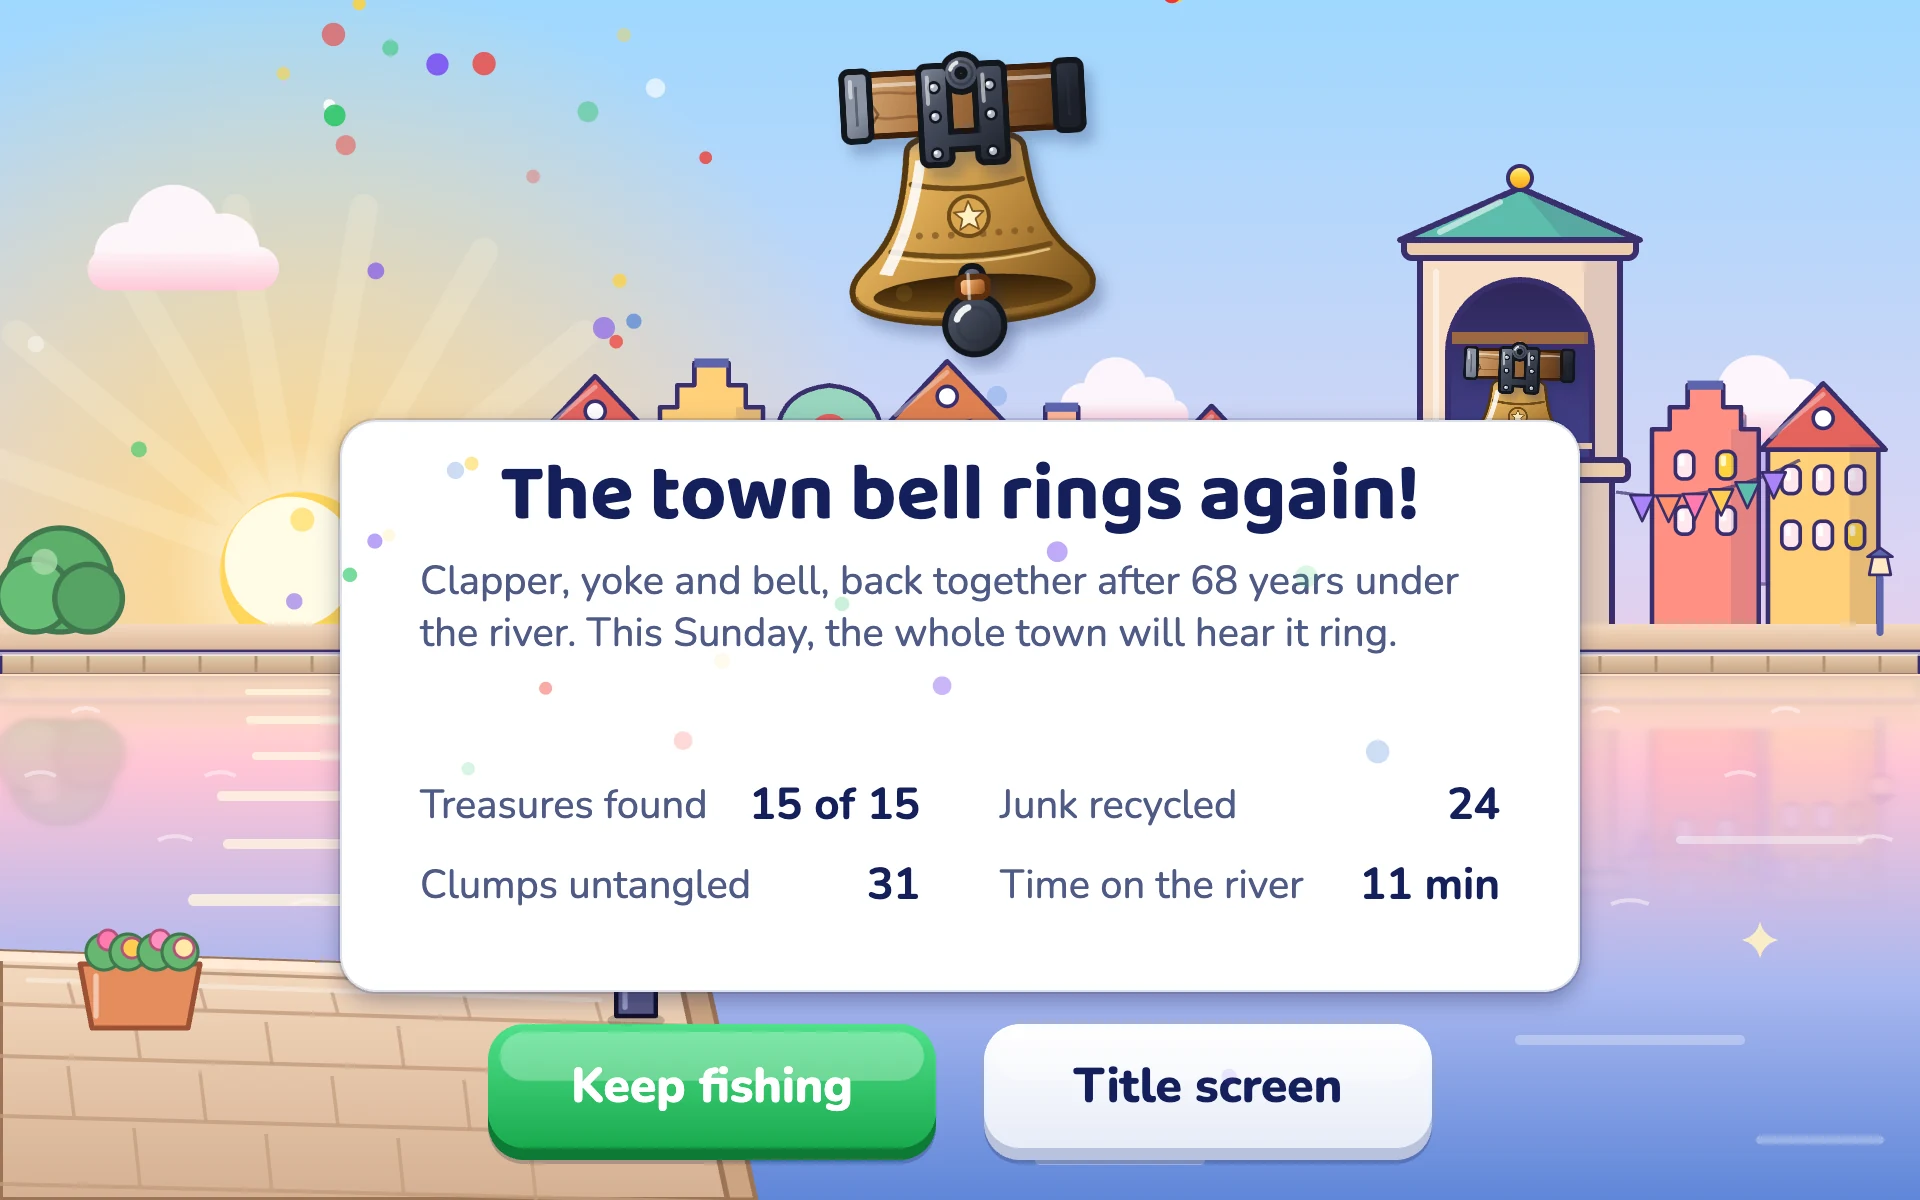 The town bell rings again!
Clapper, yoke and bell, back together after 68 years under
the river. This Sunday, the whole town will hear it ring.
Treasures found 15 of 15 Junk recycled 24
Clumps untangled 31 Time on the river 11 min
Keep fishing Title screen